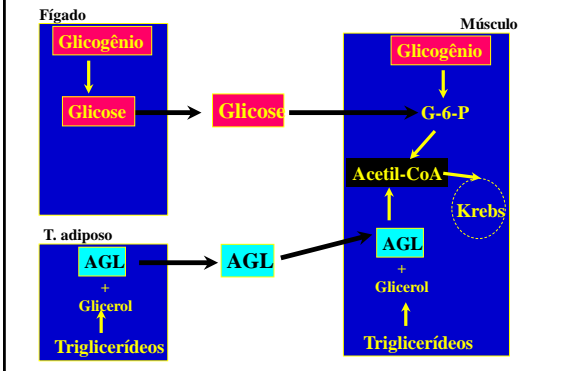 Fígado
Glicogênio
Glicose
Glicose
Músculo
Glicogênio
G-6-P
Acetil-CoA
Krebs
AGL
+
Glicerol
Triglicerídeos
T. adiposo
AGL
+
Glicerol
Triglicerídeos
AGL